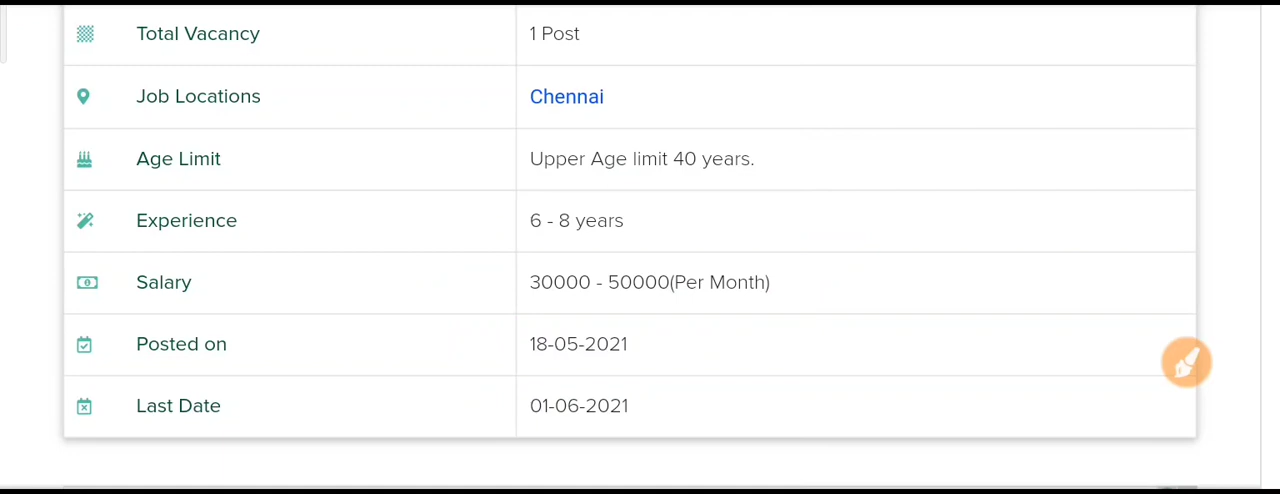 Total Vacancy 1 Post
Job Locations Chennai
Age Limit Upper Age limit 40 years.
Experience 6 - 8 years
Salary 30000 - 50000(Per Month)
Posted on 18-05-2021
Last Date 01-06-2021